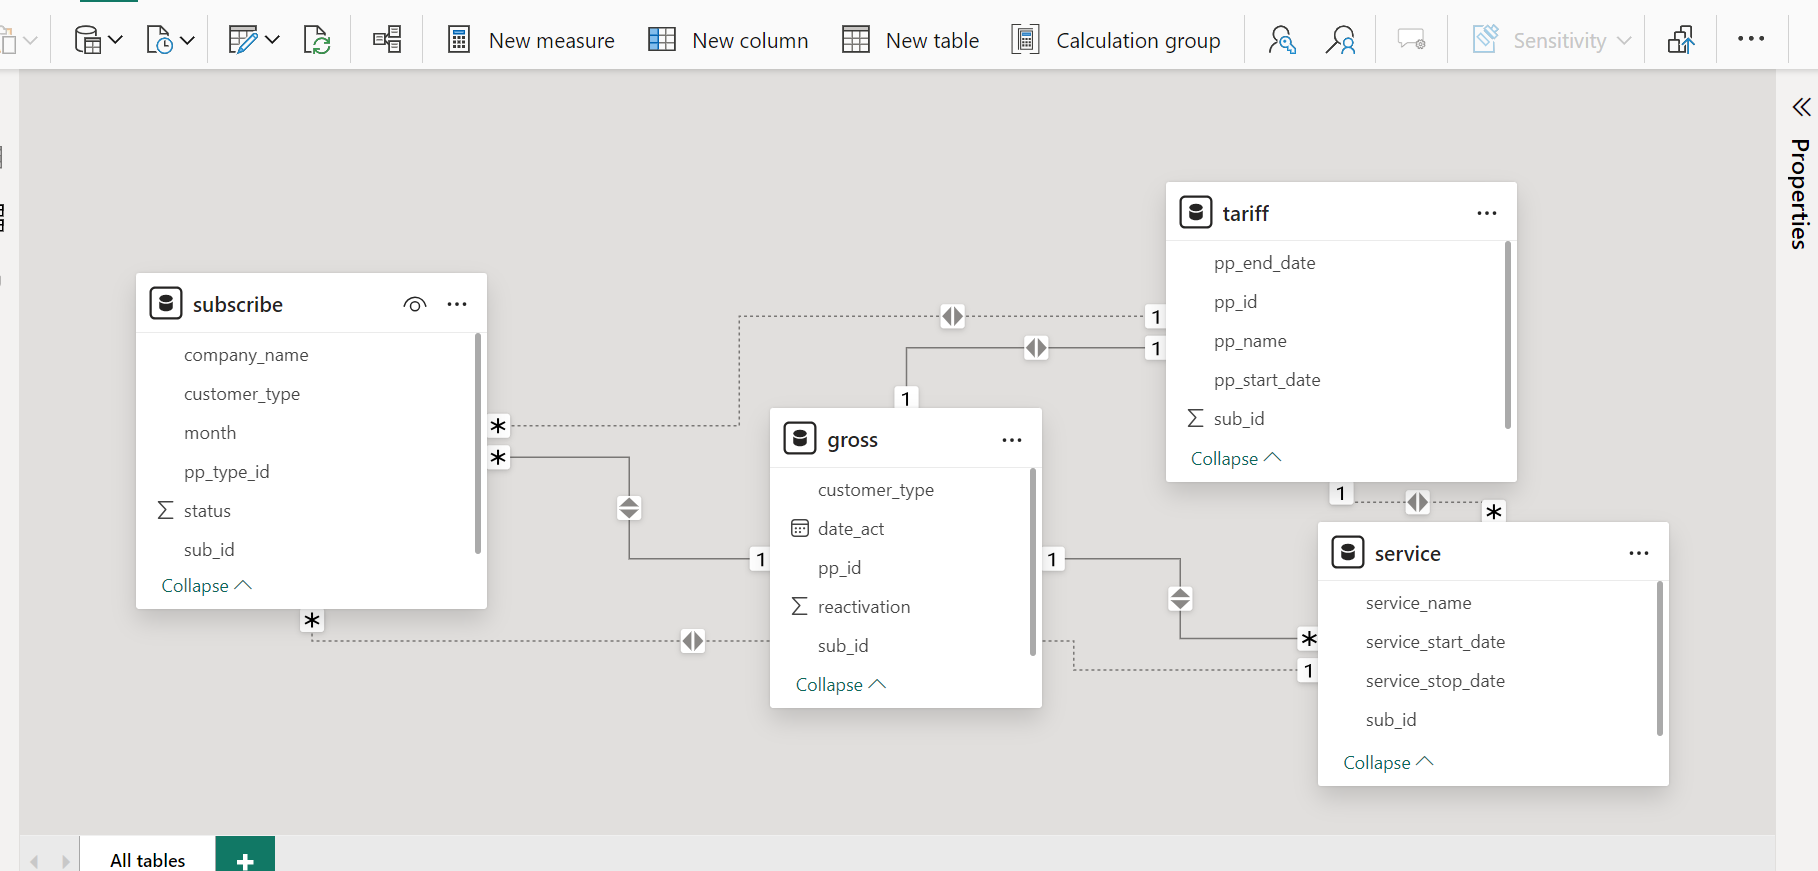 New measure
New column
New table
Calculation group
Sensitivity
Properties
tariff
pp_end_date
pp_id
pp_name
pp_start_date
∑ sub_id
Collapse
subscribe
company_name
customer_type
month
pp_type_id
∑ status
sub_id
Collapse
gross
customer_type
date_act
pp_id
∑ reactivation
sub_id
Collapse
service
service_name
service_start_date
service_stop_date
sub_id
Collapse
1
1
1
*
*
1
1
1
*
*
1
*
All tables
+